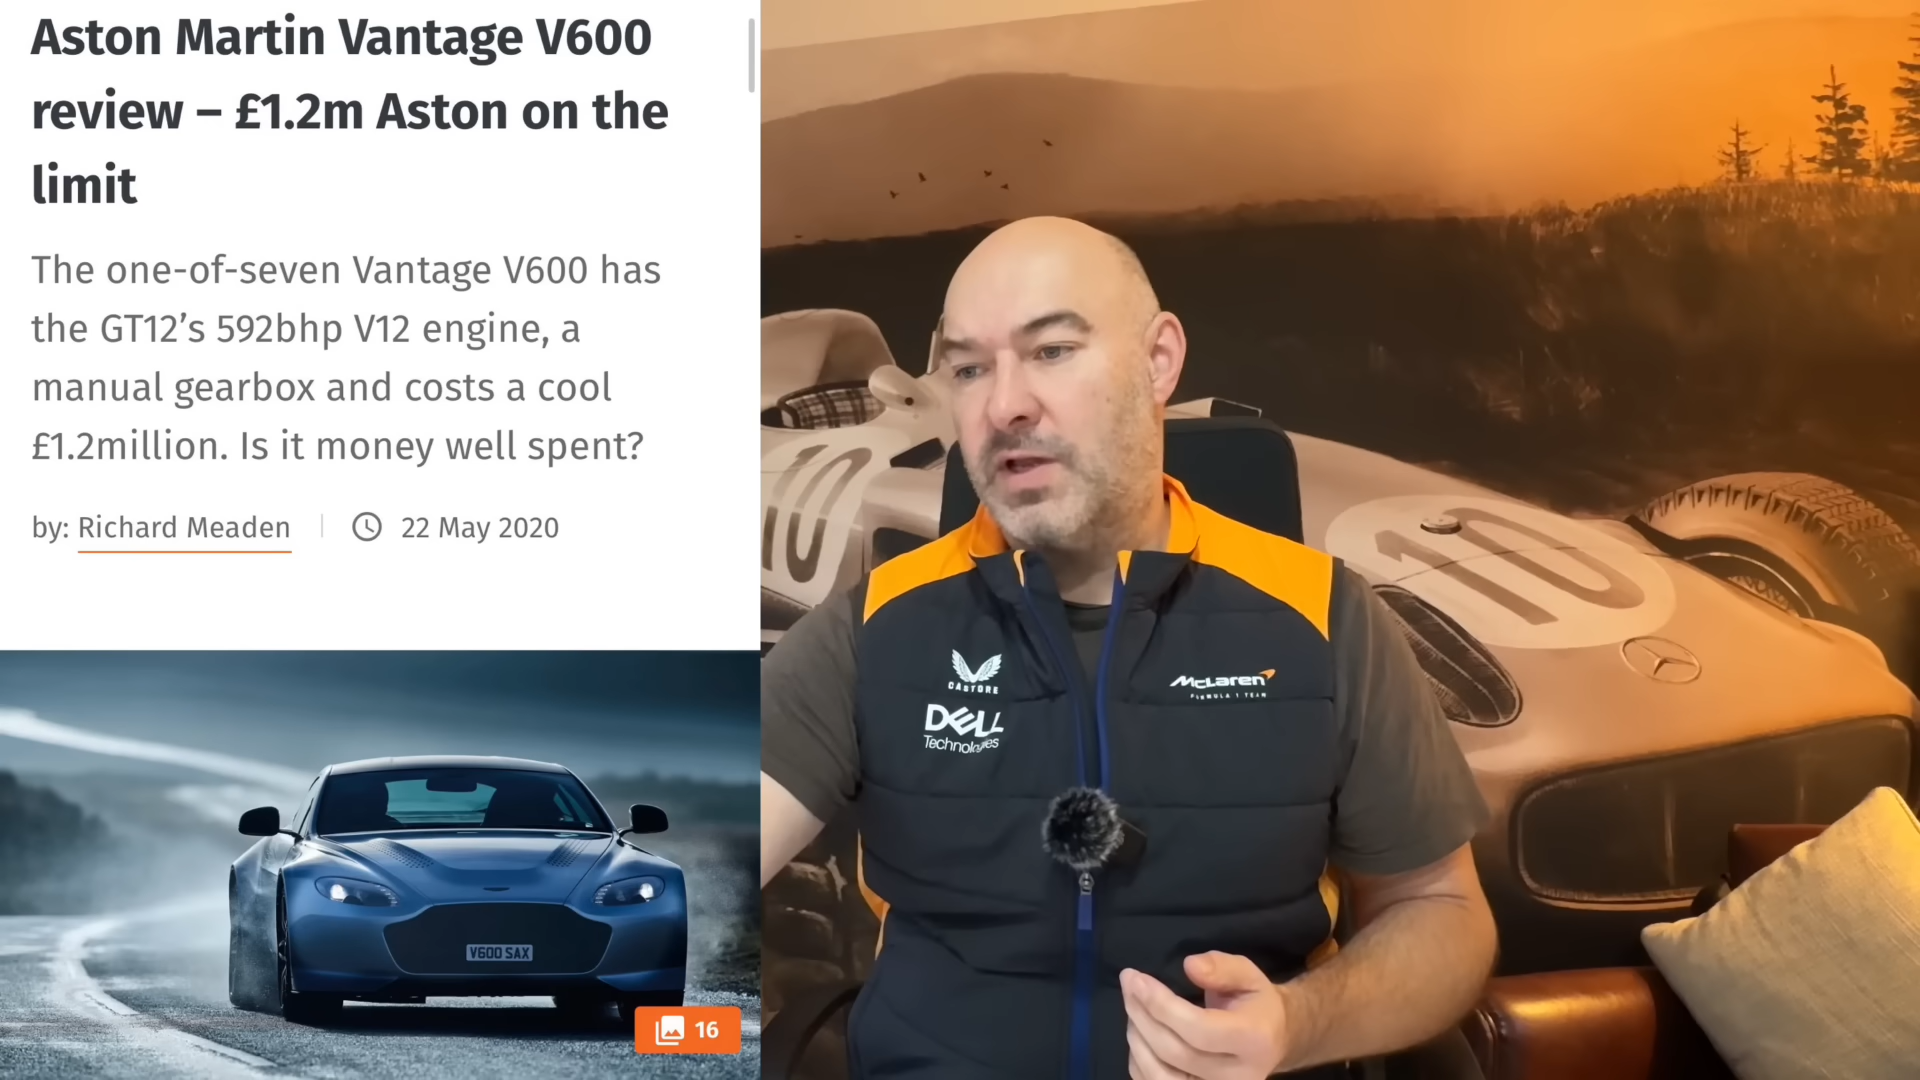 Aston Martin Vantage V600
review – £1.2m Aston on the
limit
The one-of-seven Vantage V600 has
the GT12’s 592bhp V12 engine, a
manual gearbox and costs a cool
£1.2million. Is it money well spent?
by: Richard Meaden
22 May 2020
V600 SAX
16
10
10
CASTORE
DELL
Technologies
McLaren
FORMULA 1 TEAM